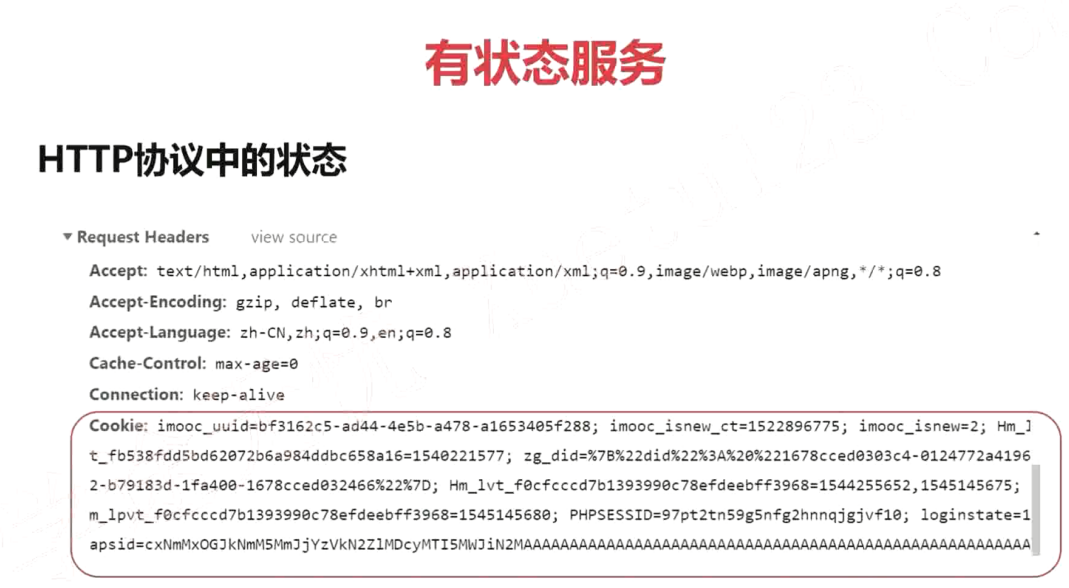 有状态服务
HTTP协议中的状态
Request Headers view source
Accept: text/html,application/xhtml+xml,application/xml;q=0.9,image/webp,image/apng,*/*;q=0.8
Accept-Encoding: gzip, deflate, br
Accept-Language: zh-CN,zh;q=0.9,en;q=0.8
Cache-Control: max-age=0
Connection: keep-alive
Cookie: imooc_uuid=bf3162c5-ad44-4e5b-a478-a1653405f288; imooc_isnew_ct=1522896775; imooc_isnew=2; Hm_l
t_fb538fdd5bd62072b6a984ddbc658a16=1540221577; zg_did=%7B%22did%22%3A%20%221678cced0303c4-0124772a4196
2-b79183d-1fa400-1678cced032466%22%7D; Hm_lvt_f0cfcccd7b1393990c78efdeebff3968=1544255652,1545145675;
m_lpvt_f0cfcccd7b1393990c78efdeebff3968=1545145680; PHPSESSID=97pt2tn59g5nfg2hnnqjgjvf10; loginstate=1
apsid=cxNmMxOGJkNmM5MmJjYzVkN2ZlMDcyMTI5MWJiN2MAAAAAAAAAAAAAAAAAAAAAAAAAAAAAAAAAAAAAAAAAAAAAAAA